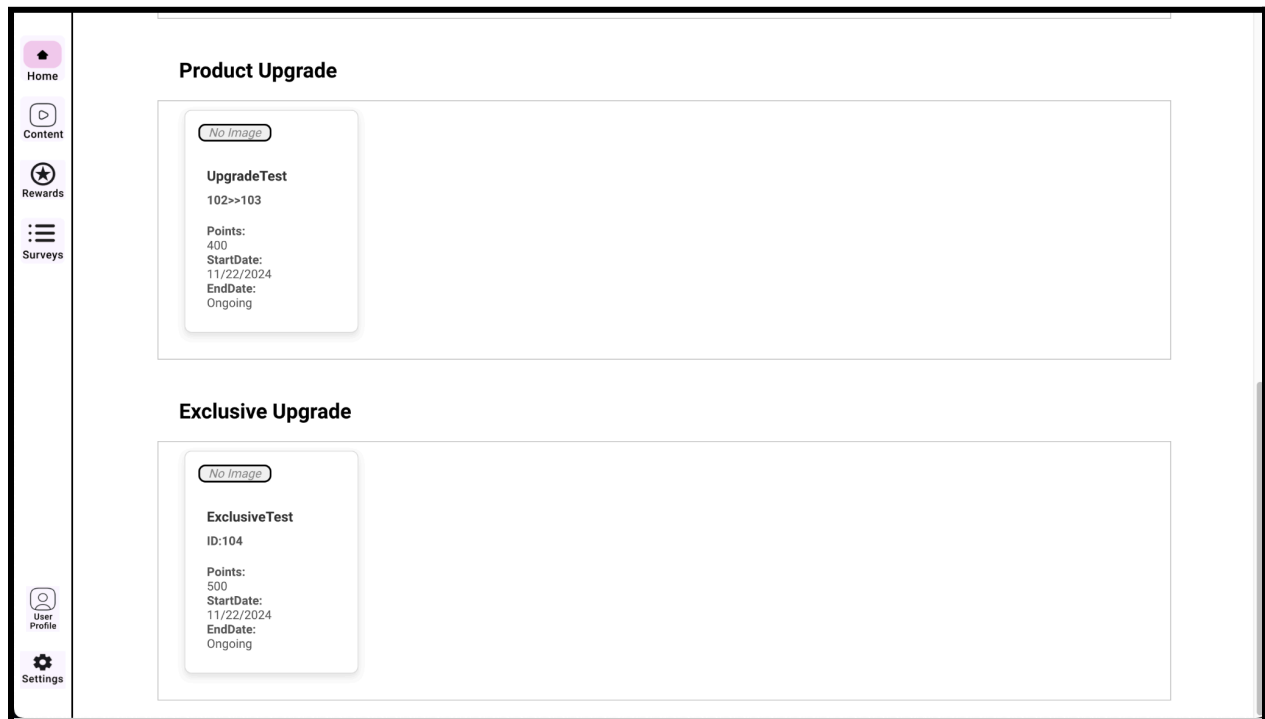 Home
Content
Rewards
Surveys
User
Profile
Settings
Product Upgrade
No Image
UpgradeTest
102>>103
Points:
400
StartDate:
11/22/2024
EndDate:
Ongoing
Exclusive Upgrade
No Image
ExclusiveTest
ID:104
Points:
500
StartDate:
11/22/2024
EndDate:
Ongoing